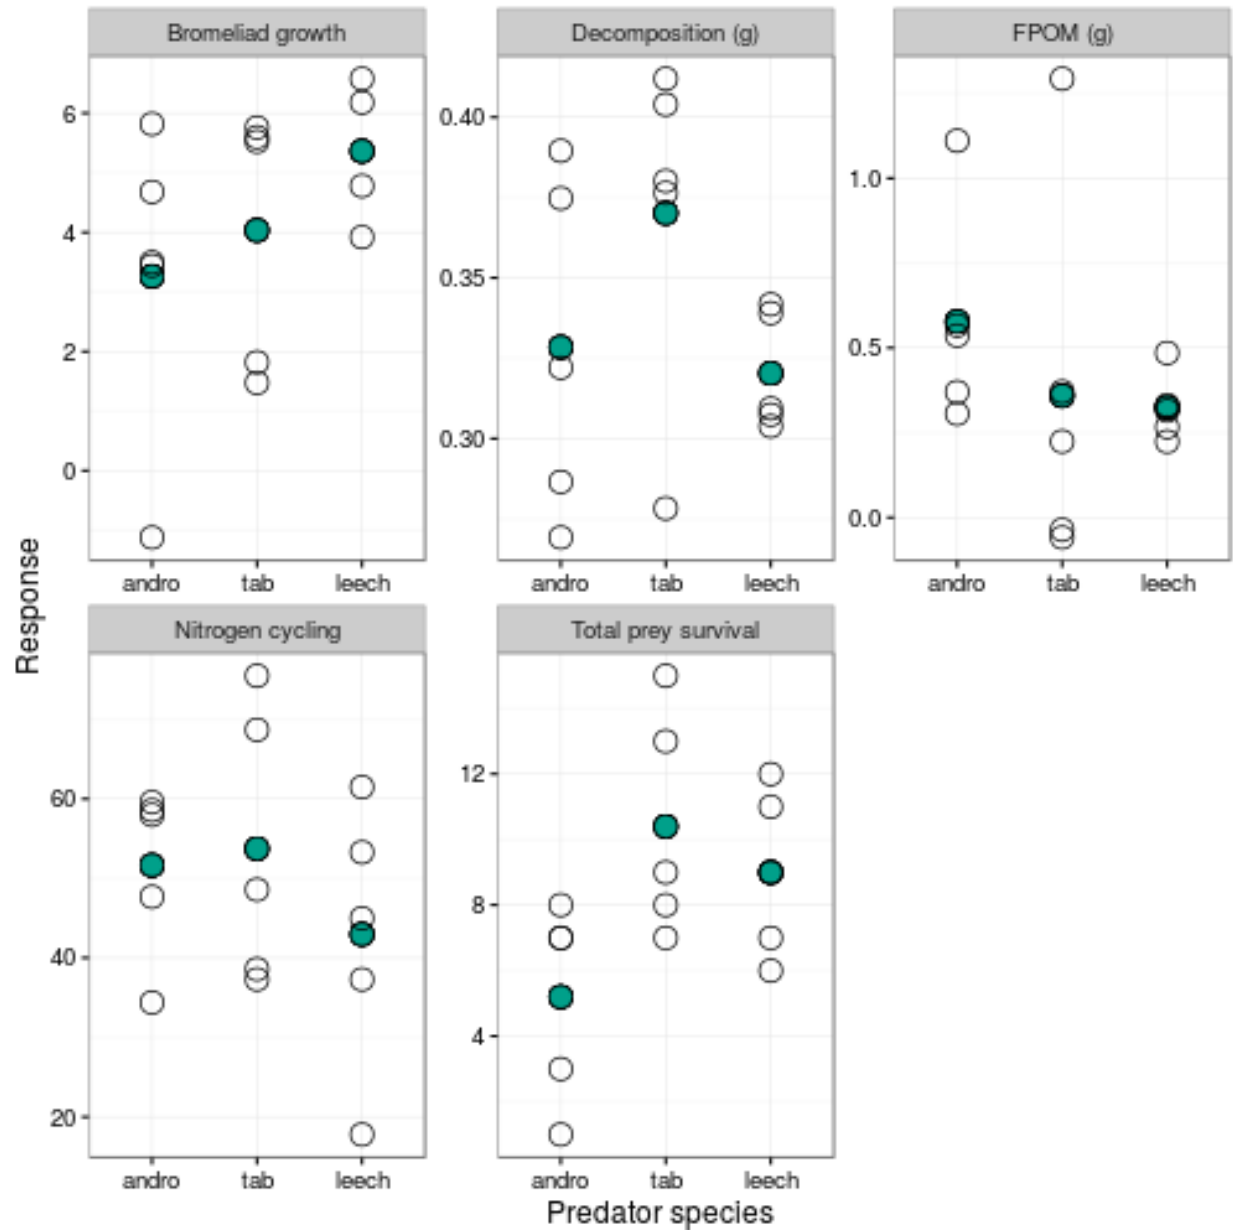 Bromeliad growth
Decomposition (g)
FPOM (g)
6
4
2
0
0.40
0.35
0.30
1.0
0.5
0.0
andro tab leech
andro tab leech
andro tab leech
Response
Nitrogen cycling
Total prey survival
60
40
20
12
8
4
andro tab leech
andro tab leech
Predator species